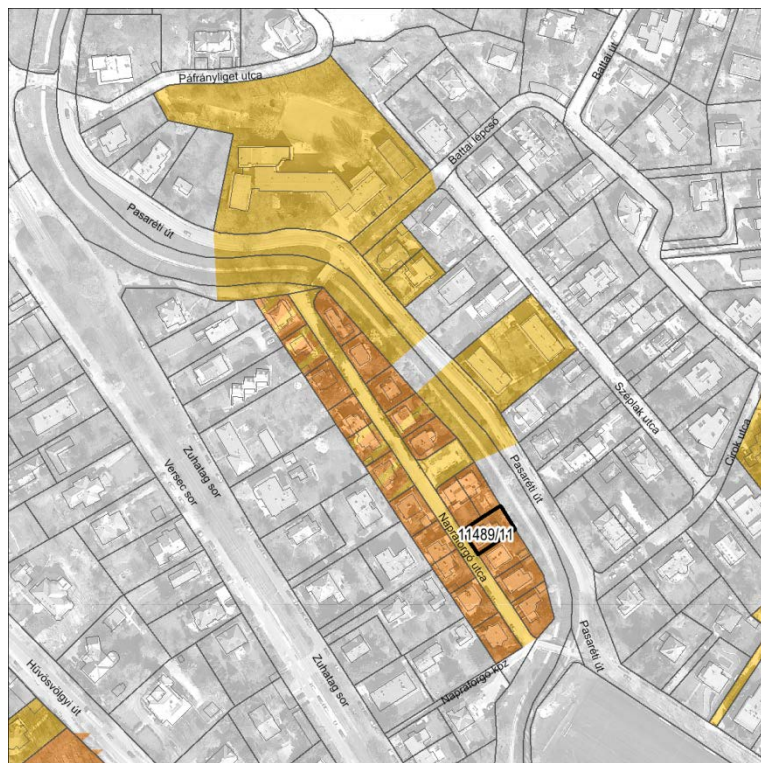 Páfrányliget utca
Battai út
Battai lépcső
Pasaréti út
Széplak utca
Cirok utca
Zuhatag sor
Versec sor
Pasaréti út
11489/11
Napraforgó utca
Pasaréti út
Zuhatag sor
Napraforgó köz
Hűvösvölgyi út